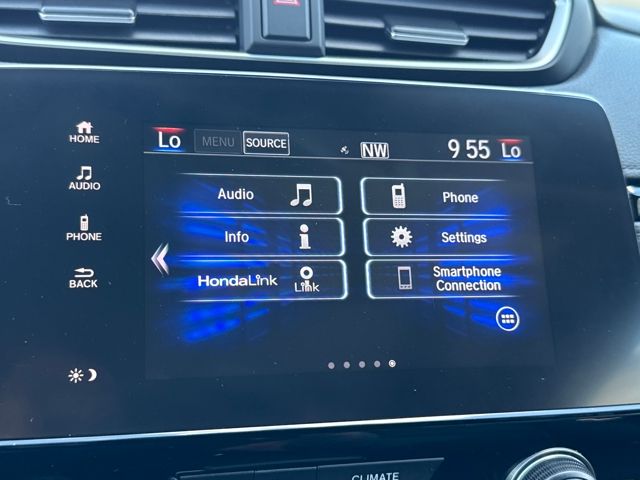 HOME
AUDIO
PHONE
BACK
Lo MENU SOURCE NW 9 55 Lo
Audio Phone
Info Settings
HondaLink Link Smartphone
Connection
CLIMATE